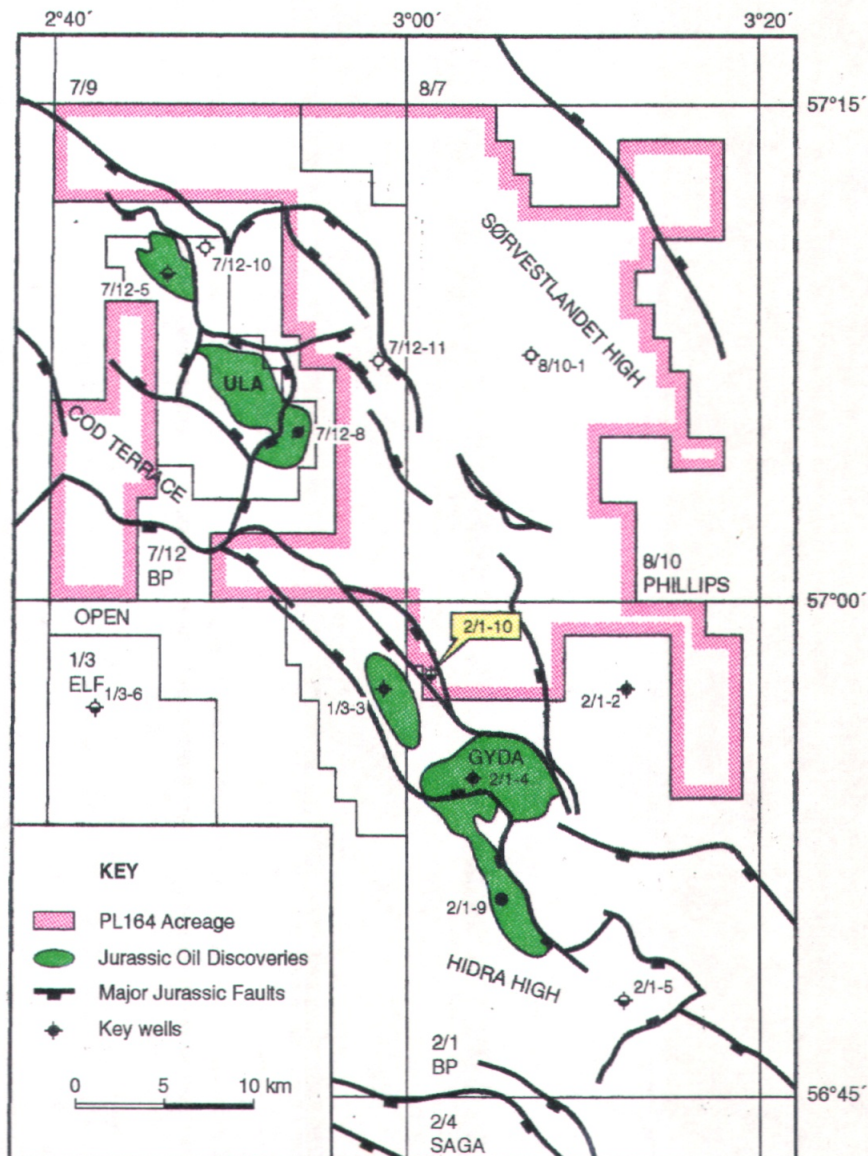 2°40´
3°00´
3°20´
7/9
8/7
57°15´
SØRVESTLANDET HIGH
7/12-10
7/12-5
7/12-11
8/10-1
ULA
COD TERRACE
7/12-8
7/12
BP
8/10
PHILLIPS
OPEN
57°00´
2/1-10
1/3
ELF
1/3-6
1/3-3
2/1-2
GYDA
2/1-4
KEY
PL164 Acreage
Jurassic Oil Discoveries
Major Jurassic Faults
Key wells
0 5 10 km
2/1-9
HIDRA HIGH
2/1-5
2/1
BP
56°45´
2/4
SAGA